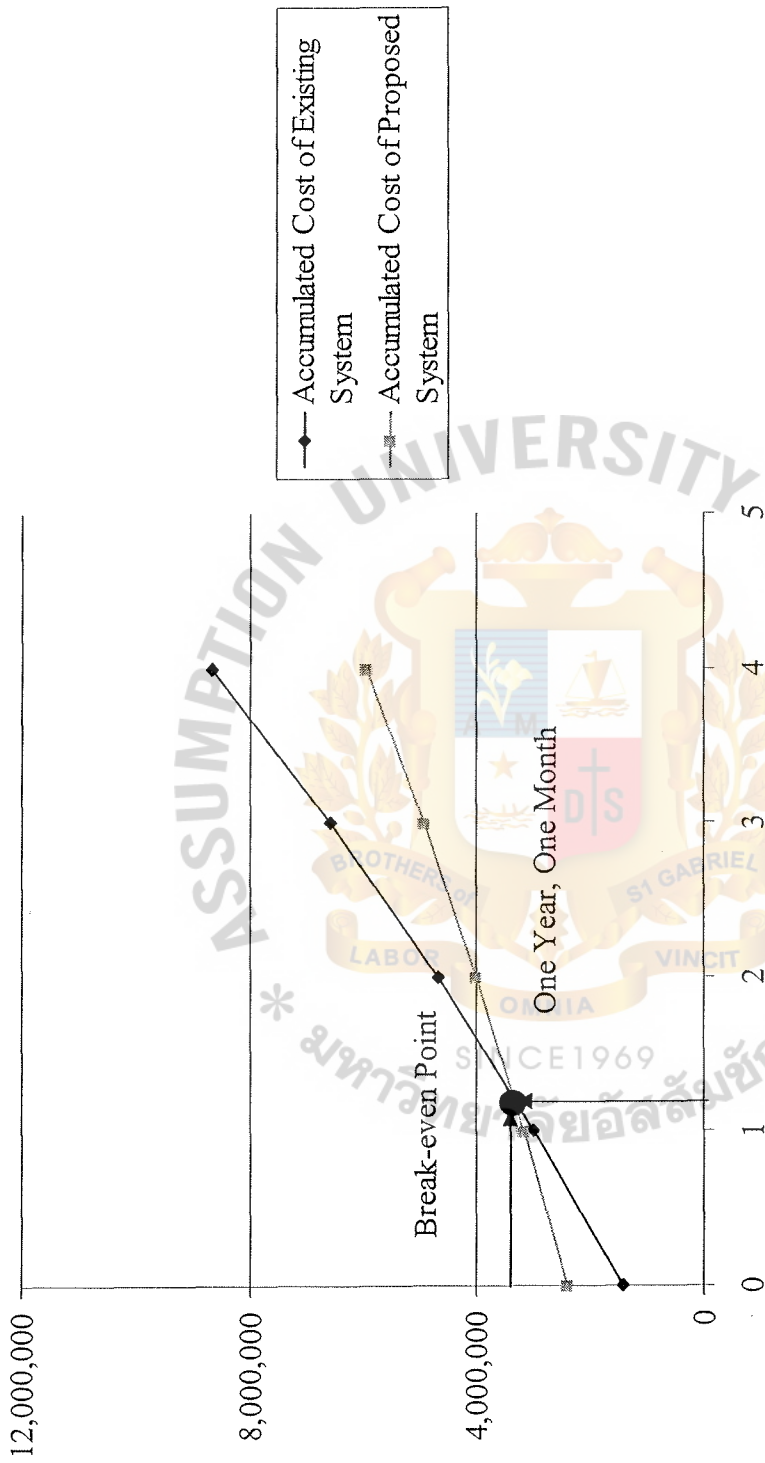 12,000,000
8,000,000
4,000,000
0
0
1
2
3
4
5
Break-even Point
One Year, One Month
Accumulated Cost of Existing
System
Accumulated Cost of Proposed
System
ASSUMPTION UNIVERSITY
A M
D S
BROTHERS of
S1 GABRIEL
LABOR
OMNIA
VINCIT
SINCE1969